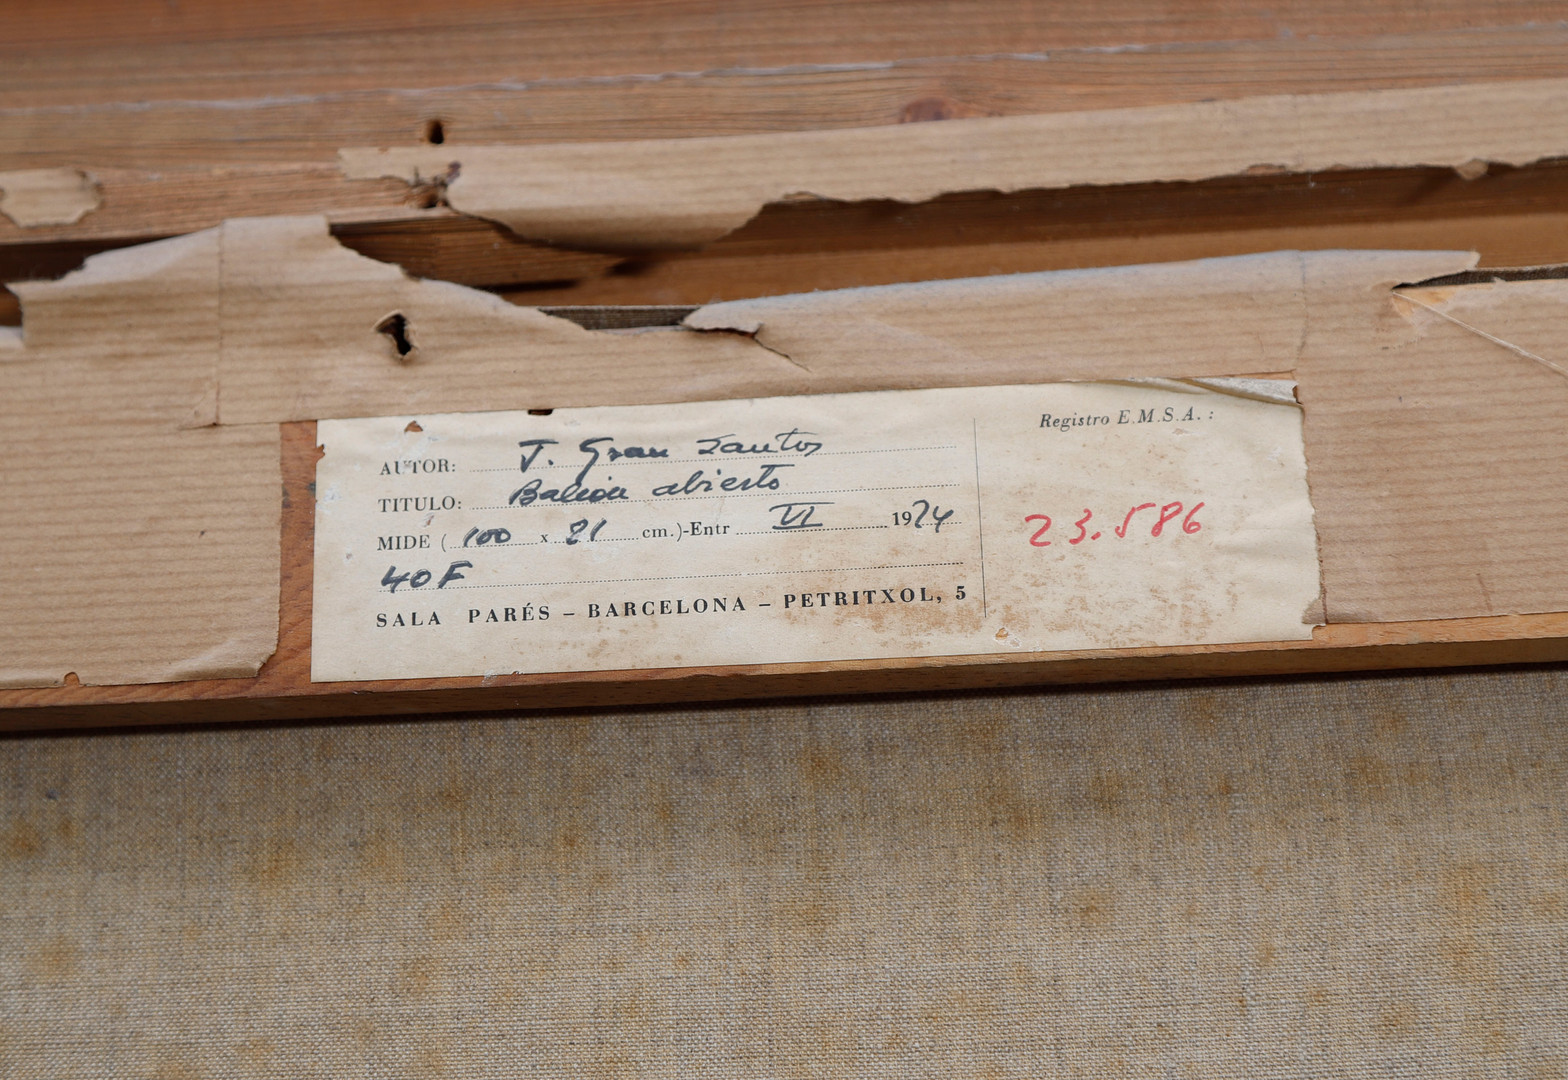 AUTOR: J. Grau Santos
TITULO: Balcón abierto
MIDE (100 x 81 cm.)-Entr VI 1974
40F
SALA PARÉS – BARCELONA – PETRITXOL, 5
Registro E.M.S.A.:
23.586